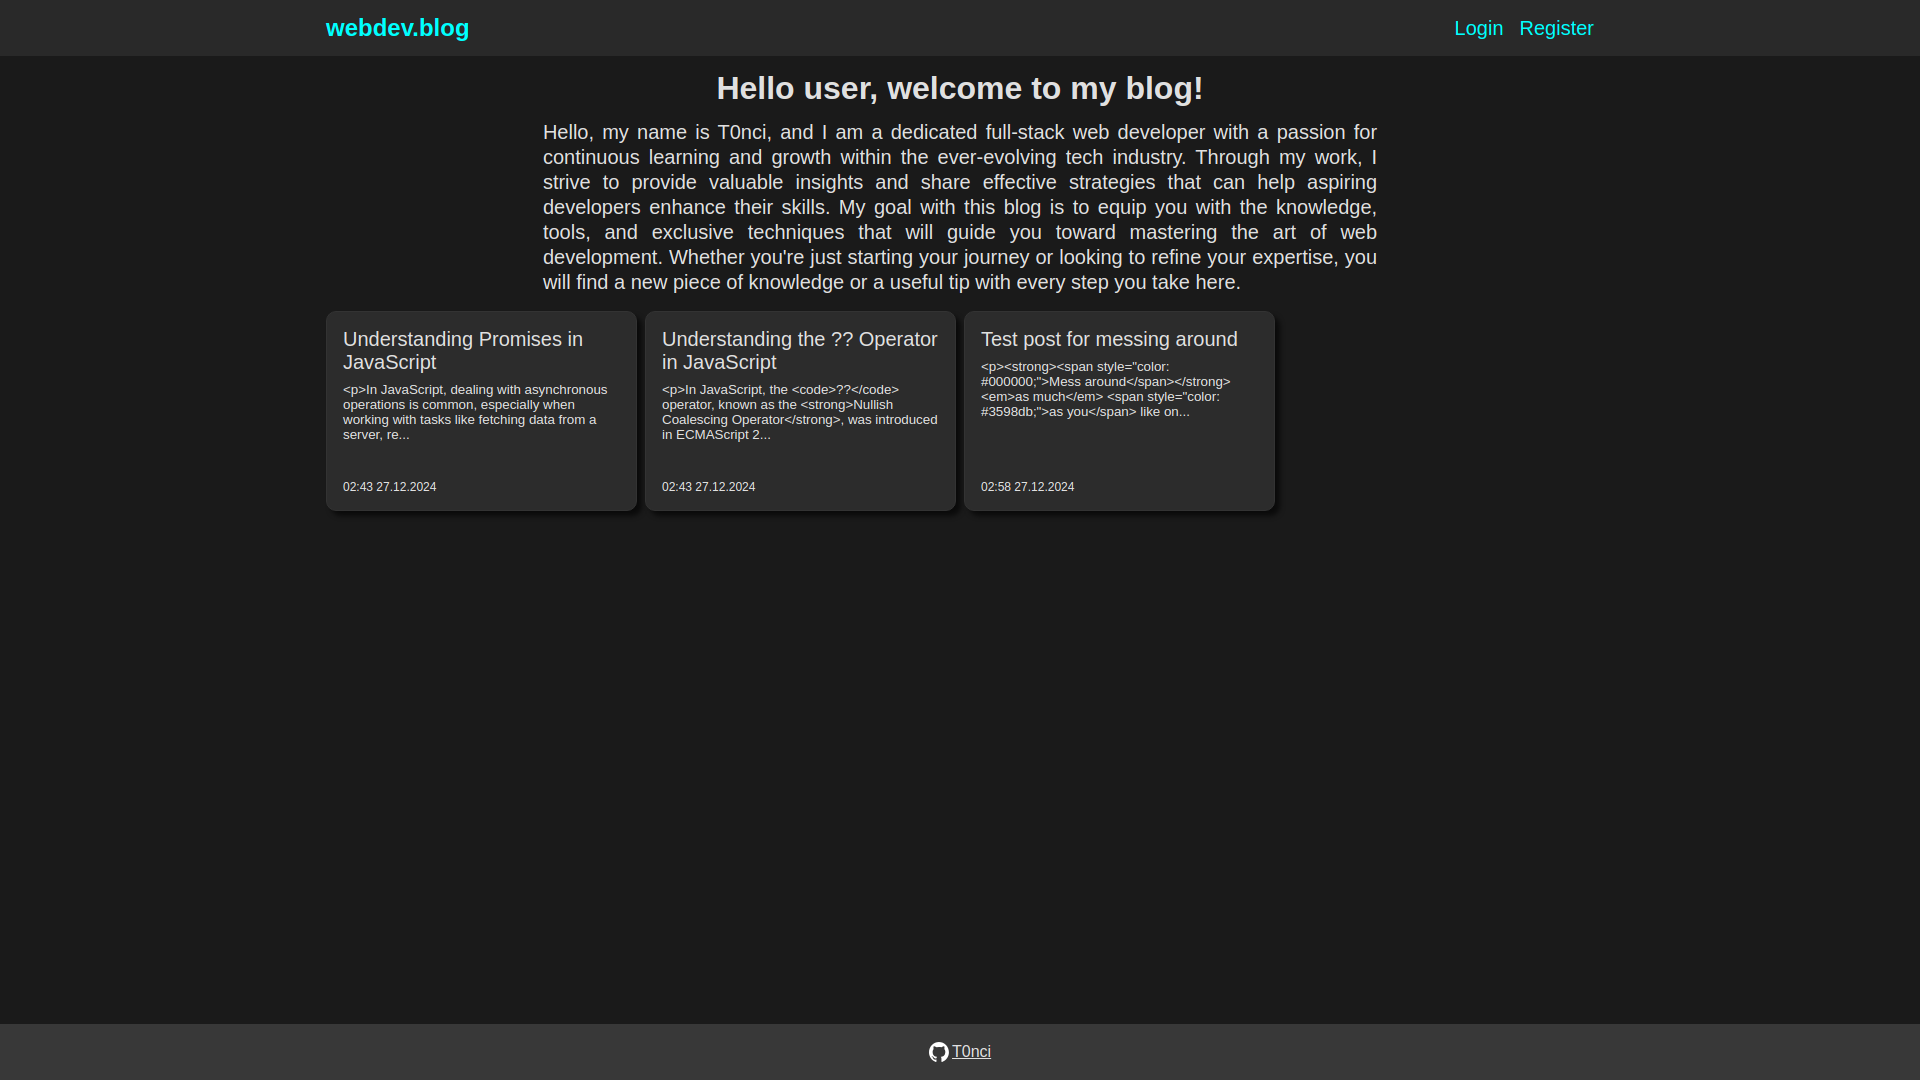 webdev.blog
Login Register
Hello user, welcome to my blog!
Hello, my name is T0nci, and I am a dedicated full-stack web developer with a passion for
continuous learning and growth within the ever-evolving tech industry. Through my work, I
strive to provide valuable insights and share effective strategies that can help aspiring
developers enhance their skills. My goal with this blog is to equip you with the knowledge,
tools, and exclusive techniques that will guide you toward mastering the art of web
development. Whether you're just starting your journey or looking to refine your expertise, you
will find a new piece of knowledge or a useful tip with every step you take here.
Understanding Promises in
JavaScript
<p>In JavaScript, dealing with asynchronous
operations is common, especially when
working with tasks like fetching data from a
server, re...
02:43 27.12.2024
Understanding the ?? Operator
in JavaScript
<p>In JavaScript, the <code>??</code>
operator, known as the <strong>Nullish
Coalescing Operator</strong>, was introduced
in ECMAScript 2...
02:43 27.12.2024
Test post for messing around
<p><strong><span style="color:
#000000;">Mess around</span></strong>
<em>as much</em> <span style="color:
#3598db;">as you</span> like on...
02:58 27.12.2024
T0nci